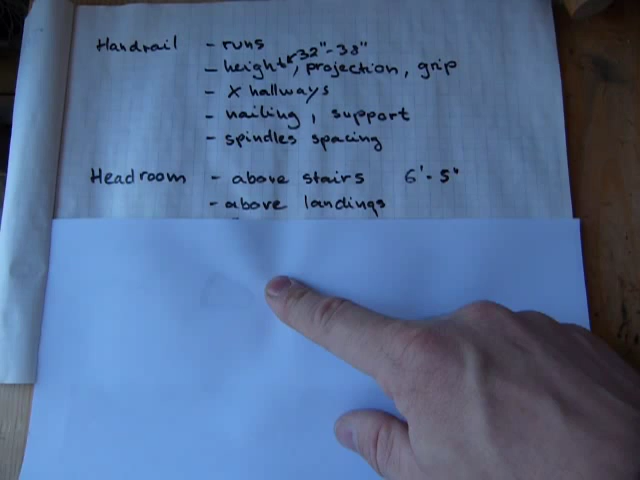 Handrail - runs
- height 32"-38", projection, grip
- X hallways
- nailing, support
- spindles spacing
Headroom - above stairs 6'-5"
- above landings